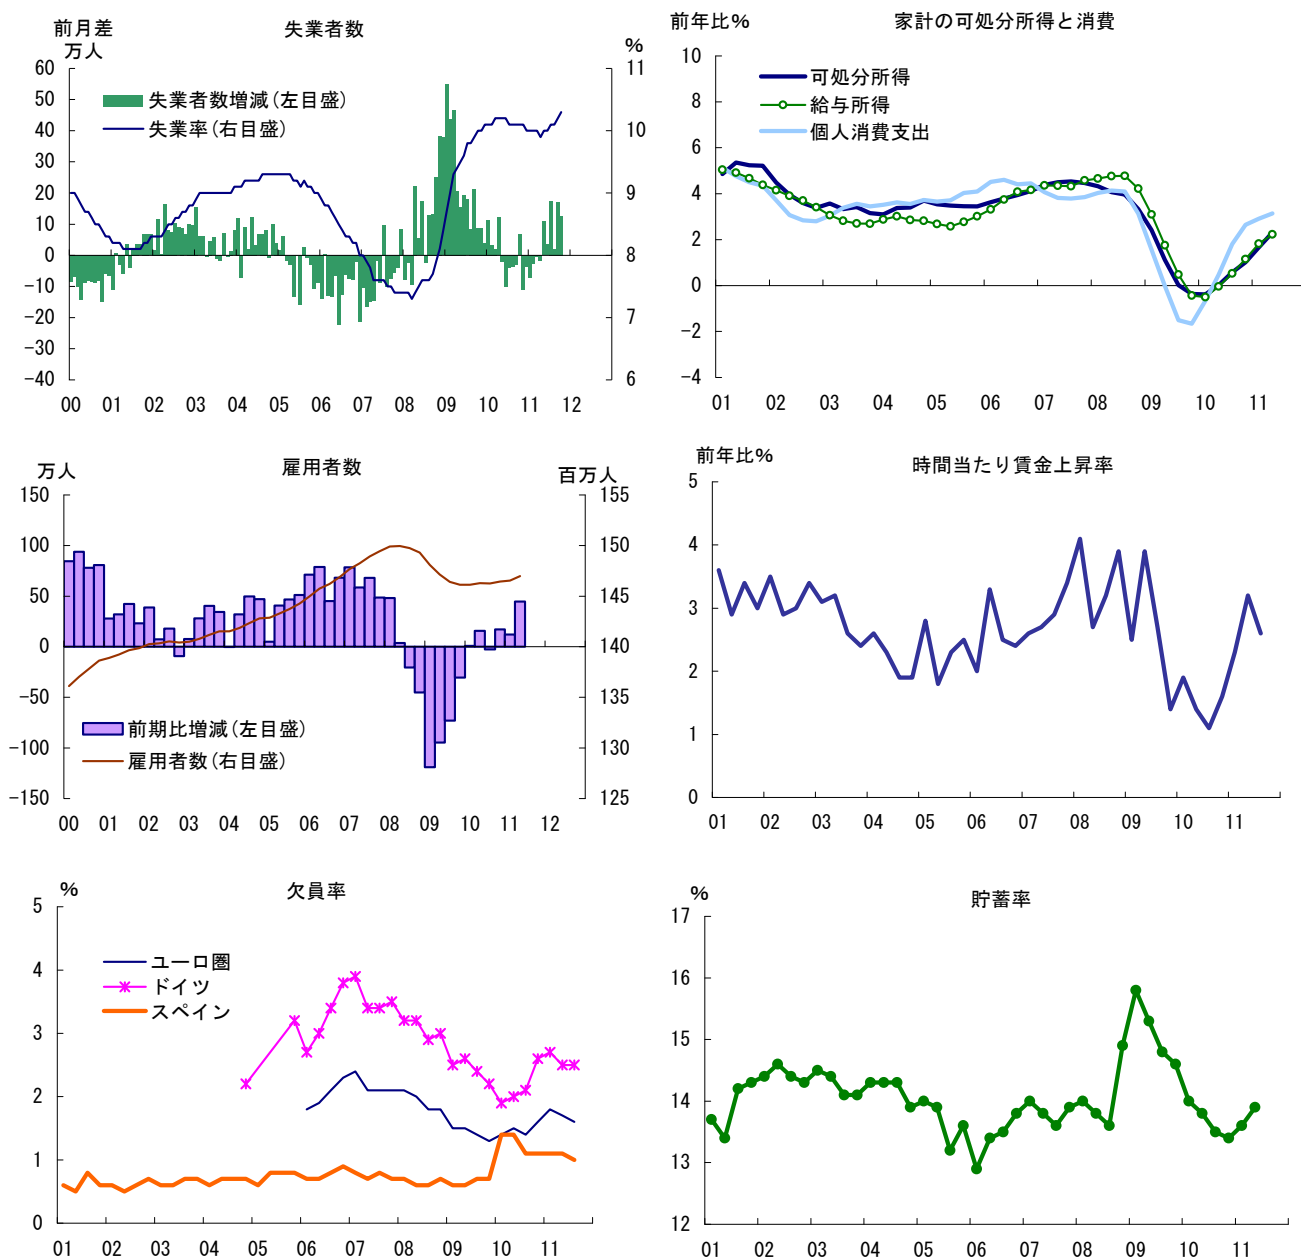 失業者数
前月差
万人
%
60
50
40
30
20
10
0
-10
-20
-30
-40
11
10
9
8
7
6
失業者数増減(左目盛)
失業率(右目盛)
00 01 02 03 04 05 06 07 08 09 10 11 12
家計の可処分所得と消費
前年比%
10
8
6
4
2
0
-2
-4
可処分所得
給与所得
個人消費支出
01 02 03 04 05 06 07 08 09 10 11
雇用者数
万人
百万人
150
100
50
0
-50
-100
-150
155
150
145
140
135
130
125
前期比増減(左目盛)
雇用者数(右目盛)
00 01 02 03 04 05 06 07 08 09 10 11 12
時間当たり賃金上昇率
前年比%
5
4
3
2
1
0
01 02 03 04 05 06 07 08 09 10 11
欠員率
%
5
4
3
2
1
0
ユーロ圏
ドイツ
スペイン
01 02 03 04 05 06 07 08 09 10 11
貯蓄率
%
17
16
15
14
13
12
01 02 03 04 05 06 07 08 09 10 11